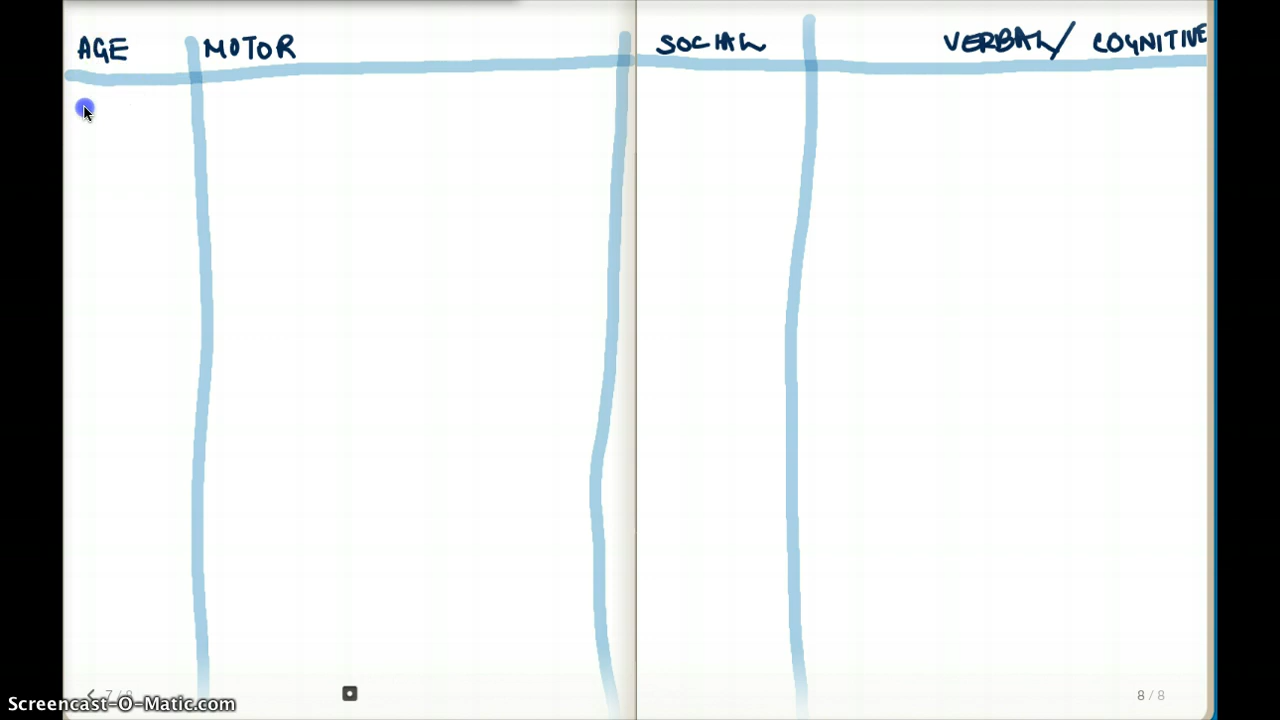 AGE MOTOR SOCIAL VERBAL/ COGNITIVE
8 / 8
Screencast-O-Matic.com